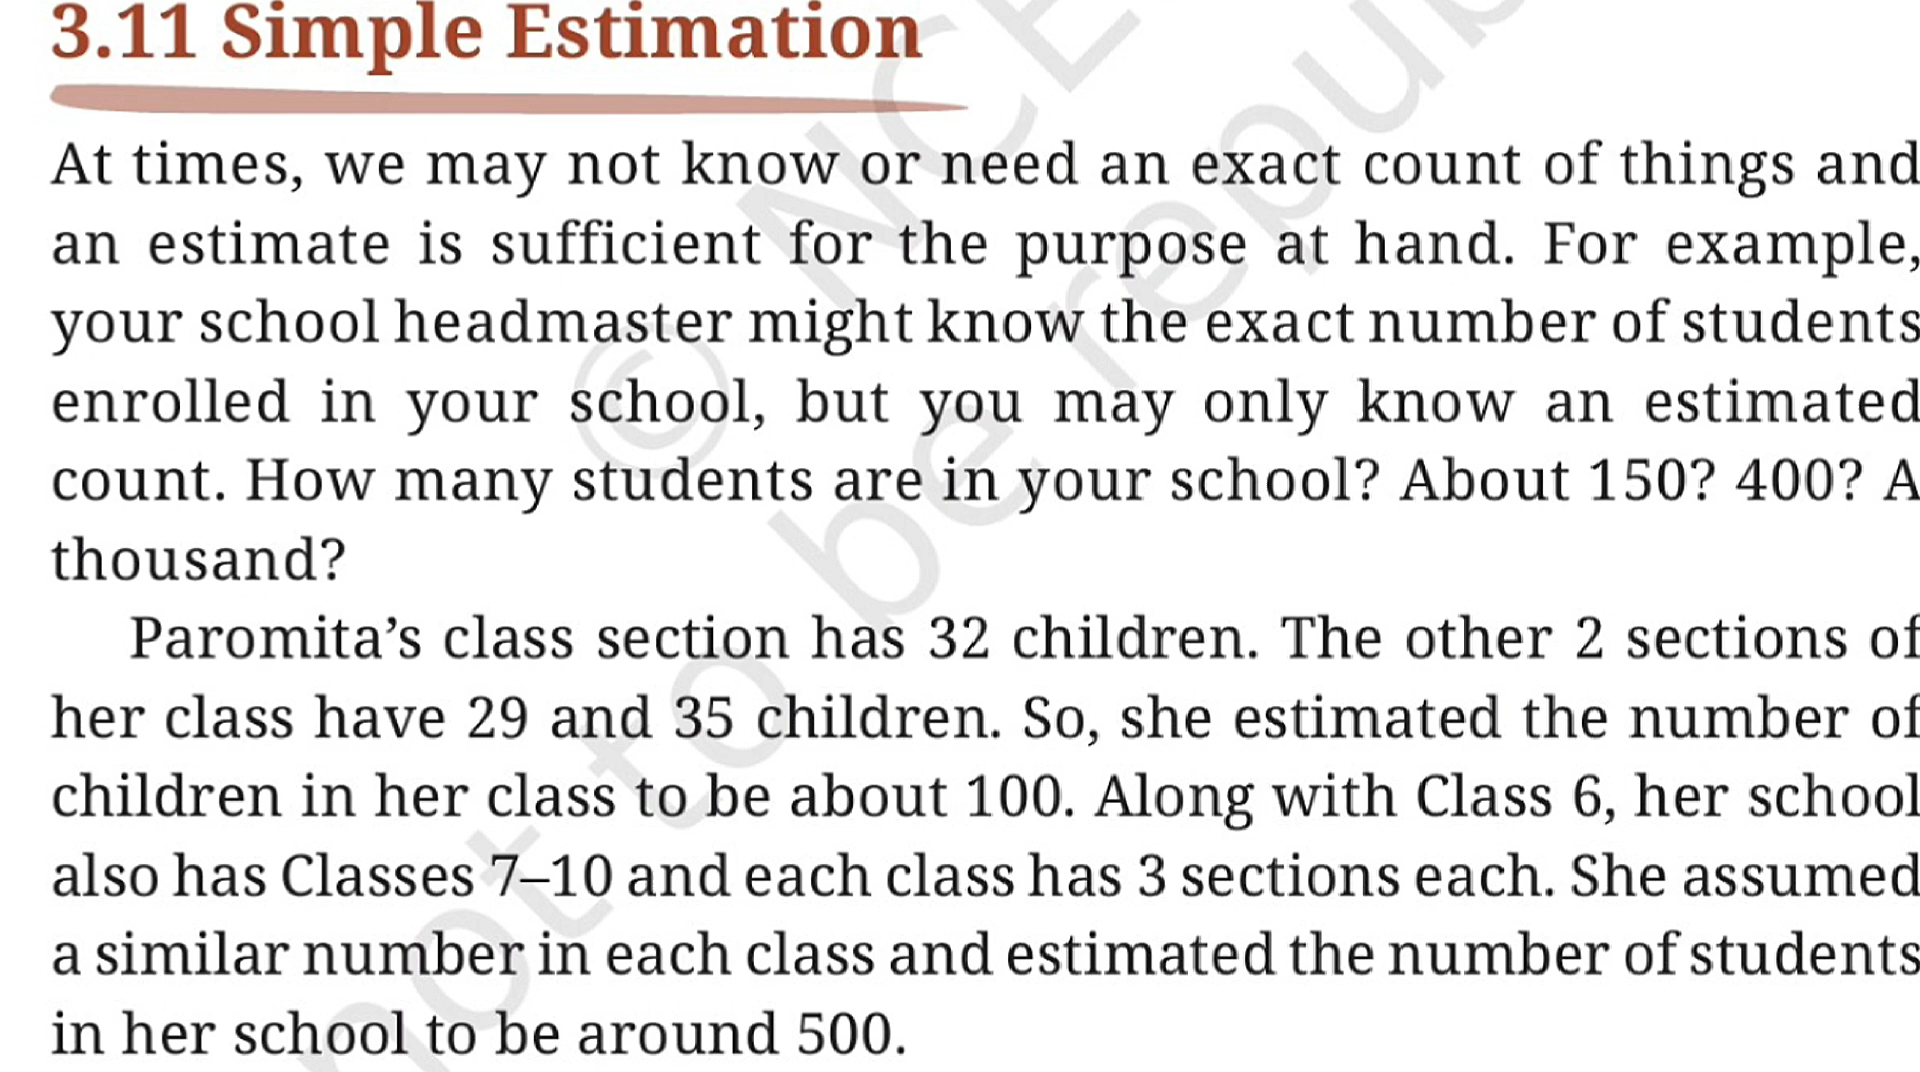 3.11 Simple Estimation
At times, we may not know or need an exact count of things and
an estimate is sufficient for the purpose at hand. For example,
your school headmaster might know the exact number of students
enrolled in your school, but you may only know an estimated
count. How many students are in your school? About 150? 400? A
thousand?
Paromita’s class section has 32 children. The other 2 sections of
her class have 29 and 35 children. So, she estimated the number of
children in her class to be about 100. Along with Class 6, her school
also has Classes 7–10 and each class has 3 sections each. She assumed
a similar number in each class and estimated the number of students
in her school to be around 500.
© NCE
not to be repub